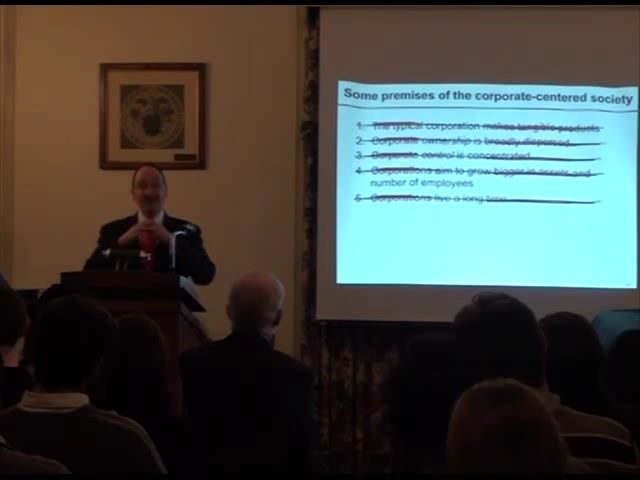 Some premises of the corporate-centered society
1. The typical corporation makes tangible products
2. Corporate ownership is broadly dispersed
3. Corporate control is concentrated
4. Corporations aim to grow bigger in assets and
number of employees
5. Corporations live a long time